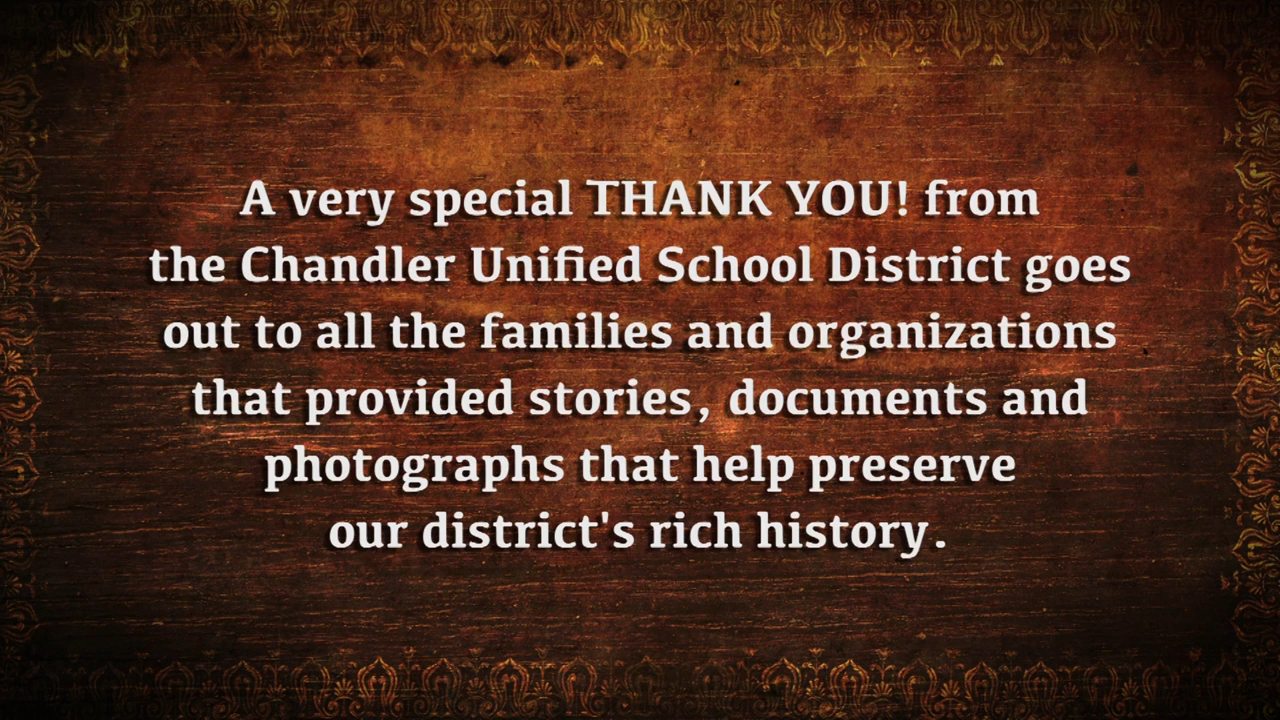 A very special THANK YOU! from
the Chandler Unified School District goes
out to all the families and organizations
that provided stories, documents and
photographs that help preserve
our district's rich history.